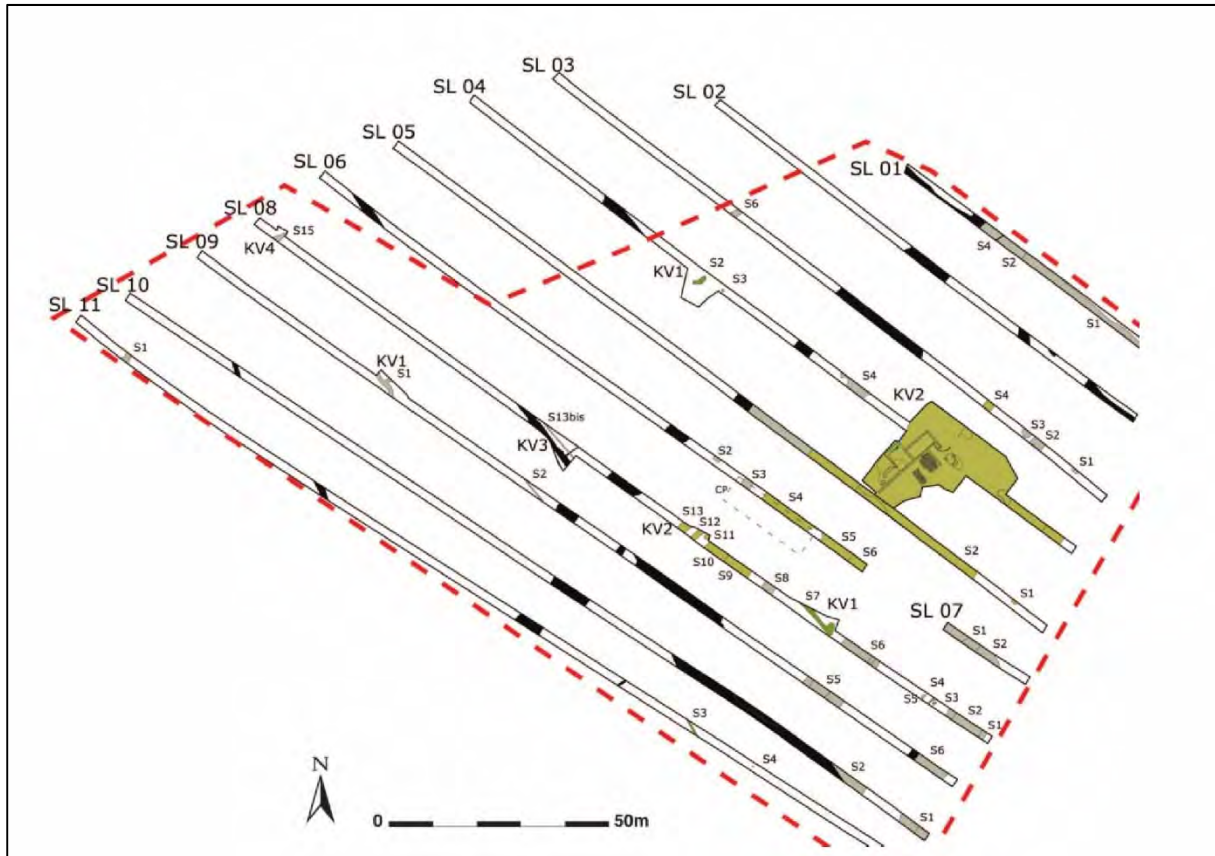 SL 03
SL 04
SL 02
SL 05
SL 06
SL 01
SL 08
S6
S15
KV4
SL 09
S4
S2
S2
KV1
S3
SL 10
S1
SL 11
S1
KV1
S1
S4
KV2
S4
S13bis
S3
S2
KV3
S1
S2
S3
S2
CP
S4
S13
S12
KV2
S11
S5
S10
S6
S9
S2
S8
S1
S7
KV1
SL 07
S1
S2
S6
S4
S5
S3
S5
S2
S1
S3
S6
S4
S2
N
S1
0
50m